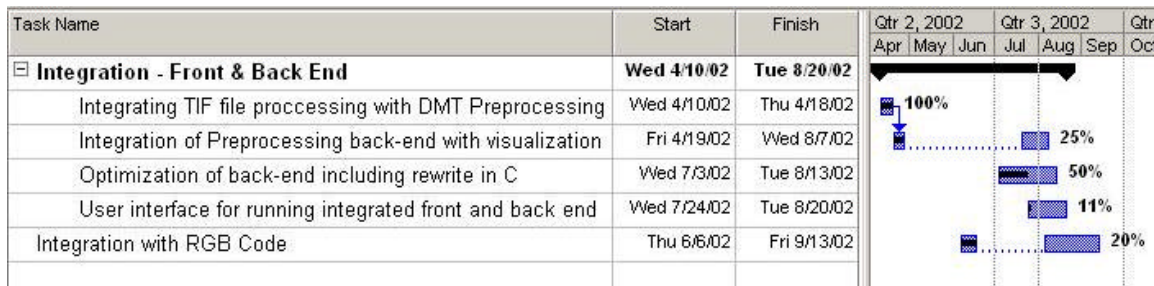 Task Name Start Finish Qtr 2, 2002 Qtr 3, 2002 Qtr
Apr May Jun Jul Aug Sep Oct
Integration - Front & Back End Wed 4/10/02 Tue 8/20/02
Integrating TIF file proccessing with DMT Preprocessing Wed 4/10/02 Thu 4/18/02 100%
Integration of Preprocessing back-end with visualization Fri 4/19/02 Wed 8/7/02 25%
Optimization of back-end including rewrite in C Wed 7/3/02 Tue 8/13/02 50%
User interface for running integrated front and back end Wed 7/24/02 Tue 8/20/02 11%
Integration with RGB Code Thu 6/6/02 Fri 9/13/02 20%